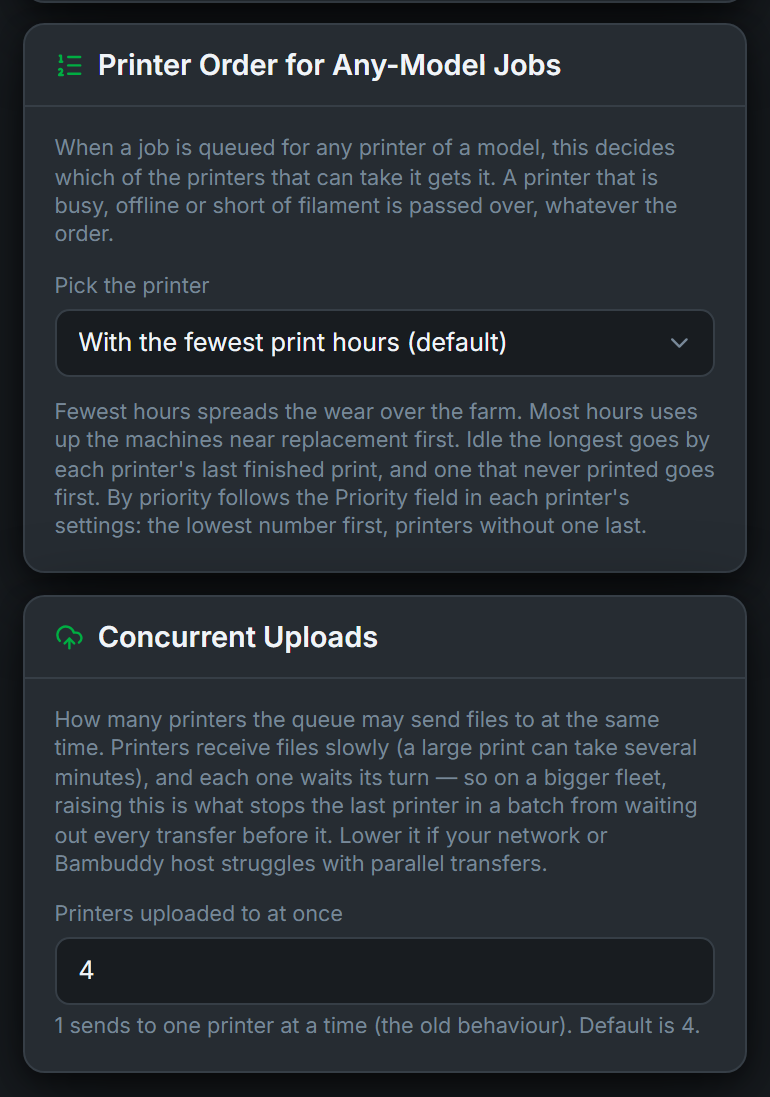 Printer Order for Any-Model Jobs
When a job is queued for any printer of a model, this decides
which of the printers that can take it gets it. A printer that is
busy, offline or short of filament is passed over, whatever the
order.
Pick the printer
With the fewest print hours (default)
Fewest hours spreads the wear over the farm. Most hours uses
up the machines near replacement first. Idle the longest goes by
each printer's last finished print, and one that never printed goes
first. By priority follows the Priority field in each printer's
settings: the lowest number first, printers without one last.
Concurrent Uploads
How many printers the queue may send files to at the same
time. Printers receive files slowly (a large print can take several
minutes), and each one waits its turn — so on a bigger fleet,
raising this is what stops the last printer in a batch from waiting
out every transfer before it. Lower it if your network or
Bambuddy host struggles with parallel transfers.
Printers uploaded to at once
4
1 sends to one printer at a time (the old behaviour). Default is 4.